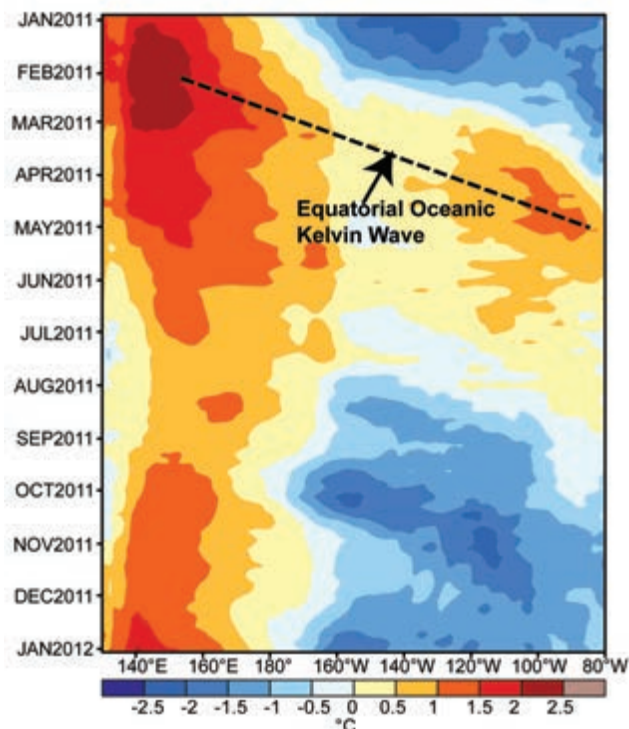 JAN2011
FEB2011
MAR2011
APR2011
MAY2011
JUN2011
JUL2011
AUG2011
SEP2011
OCT2011
NOV2011
DEC2011
JAN2012
Equatorial Oceanic
Kelvin Wave
140°E 160°E 180° 160°W 140°W 120°W 100°W 80°W
-2.5 -2 -1.5 -1 -0.5 0 0.5 1 1.5 2 2.5
°C